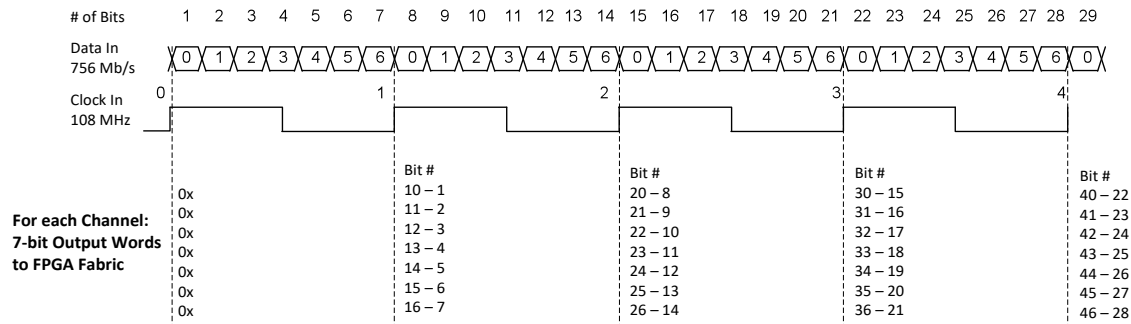 # of Bits 1 2 3 4 5 6 7 8 9 10 11 12 13 14 15 16 17 18 19 20 21 22 23 24 25 26 27 28 29
Data In
756 Mb/s
0 1 2 3 4 5 6 0 1 2 3 4 5 6 0 1 2 3 4 5 6 0 1 2 3 4 5 6 0
Clock In
108 MHz
0 1 2 3 4
For each Channel:
7-bit Output Words
to FPGA Fabric
0x
0x
0x
0x
0x
0x
0x
Bit #
10 – 1
11 – 2
12 – 3
13 – 4
14 – 5
15 – 6
16 – 7
Bit #
20 – 8
21 – 9
22 – 10
23 – 11
24 – 12
25 – 13
26 – 14
Bit #
30 – 15
31 – 16
32 – 17
33 – 18
34 – 19
35 – 20
36 – 21
Bit #
40 – 22
41 – 23
42 – 24
43 – 25
44 – 26
45 – 27
46 – 28